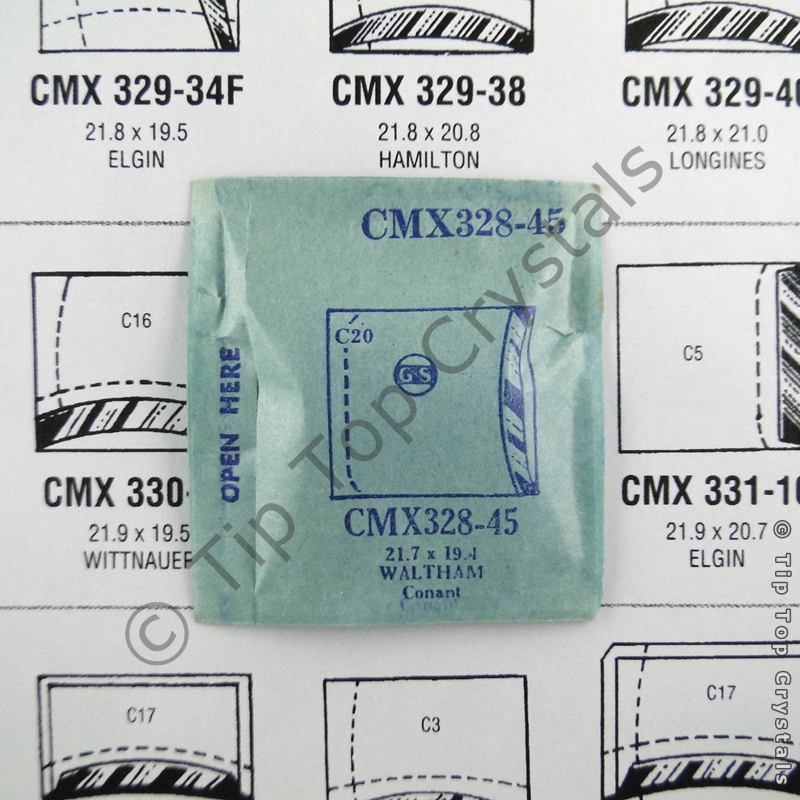 CMX 329-34F
21.8 x 19.5
ELGIN
CMX 329-38
21.8 x 20.8
HAMILTON
CMX 329-40
21.8 x 21.0
LONGINES
CMX328-45
C20
GS
OPEN HERE
CMX328-45
21.7 x 19.4
WALTHAM
Conant
Conant
C16
CMX 330-
21.9 x 19.5
WITTNAUER
C5
CMX 331-10
21.9 x 20.7
ELGIN
C17
C3
C17
© Tip Top Crystals
© Tip Top Crystals